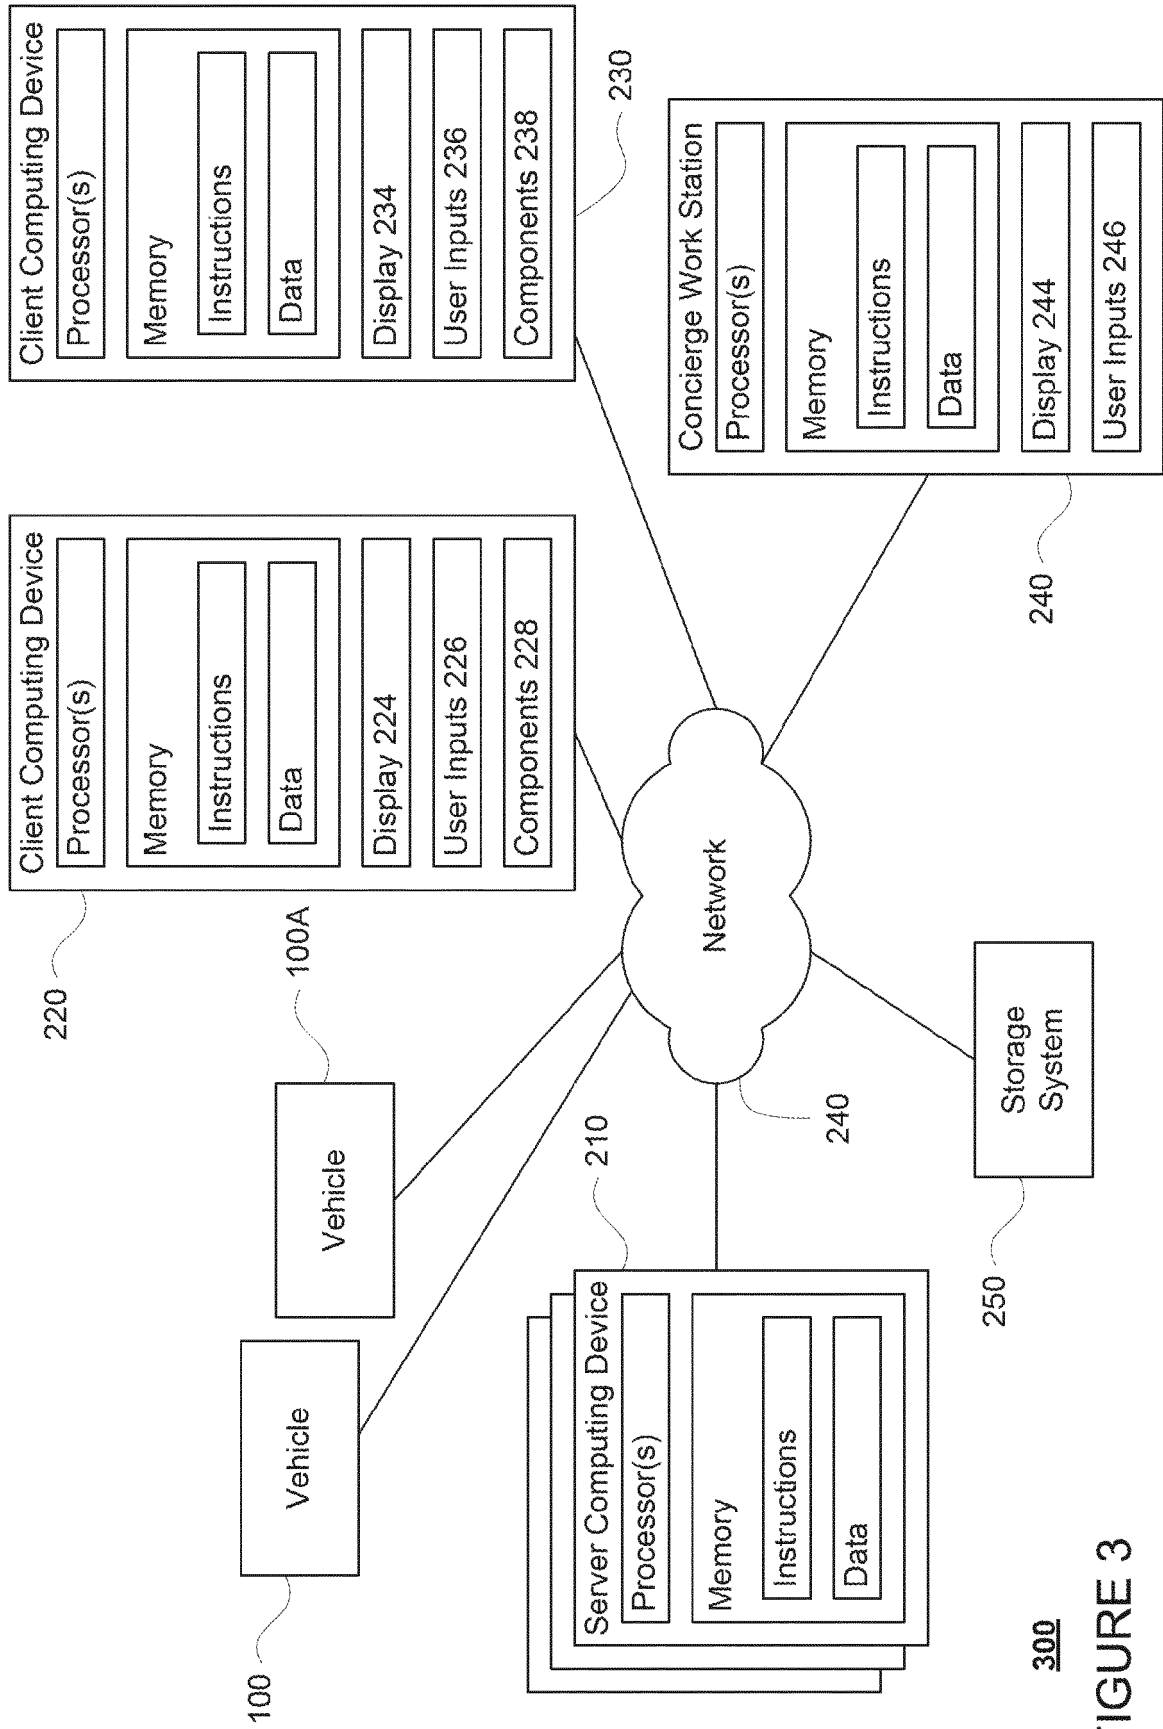 Client Computing Device
Processor(s)
Memory
Instructions
Data
Display 224
User Inputs 226
Components 228
220
Client Computing Device
Processor(s)
Memory
Instructions
Data
Display 234
User Inputs 236
Components 238
230
100
Vehicle
Vehicle
100A
Server Computing Device
Processor(s)
Memory
Instructions
Data
210
Network
240
Concierge Work Station
Processor(s)
Memory
Instructions
Data
Display 244
User Inputs 246
240
Storage
System
250
300
FIGURE 3